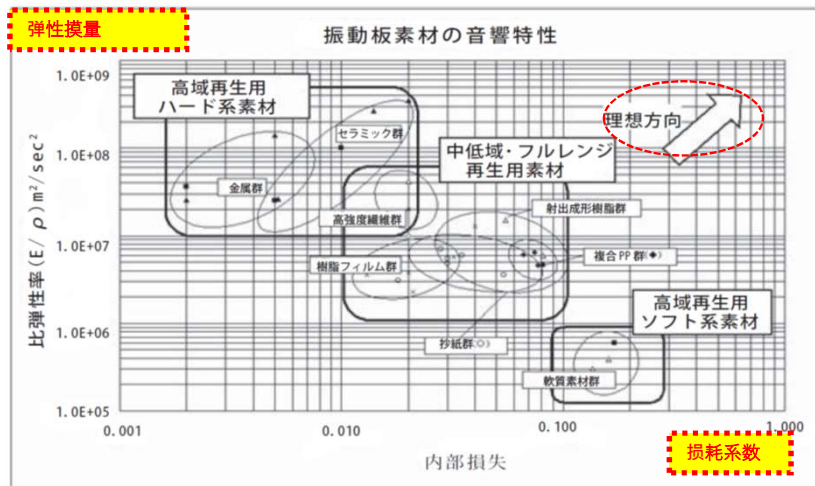 弹性摸量
振動板素材の音響特性
1.0E+09
高域再生用
ハード系素材
理想方向
セラミック群
中低域・フルレンジ
再生用素材
1.0E+08
金属群
高強度繊維群
射出成形樹脂群
1.0E+07
樹脂フィルム群
複合PP群(◆)
高域再生用
ソフト系素材
1.0E+06
抄紙群(○)
軟質素材群
1.0E+05
比弾性率(E/ρ)m²/sec²
0.001
0.010
0.100
1.000
内部損失
损耗系数